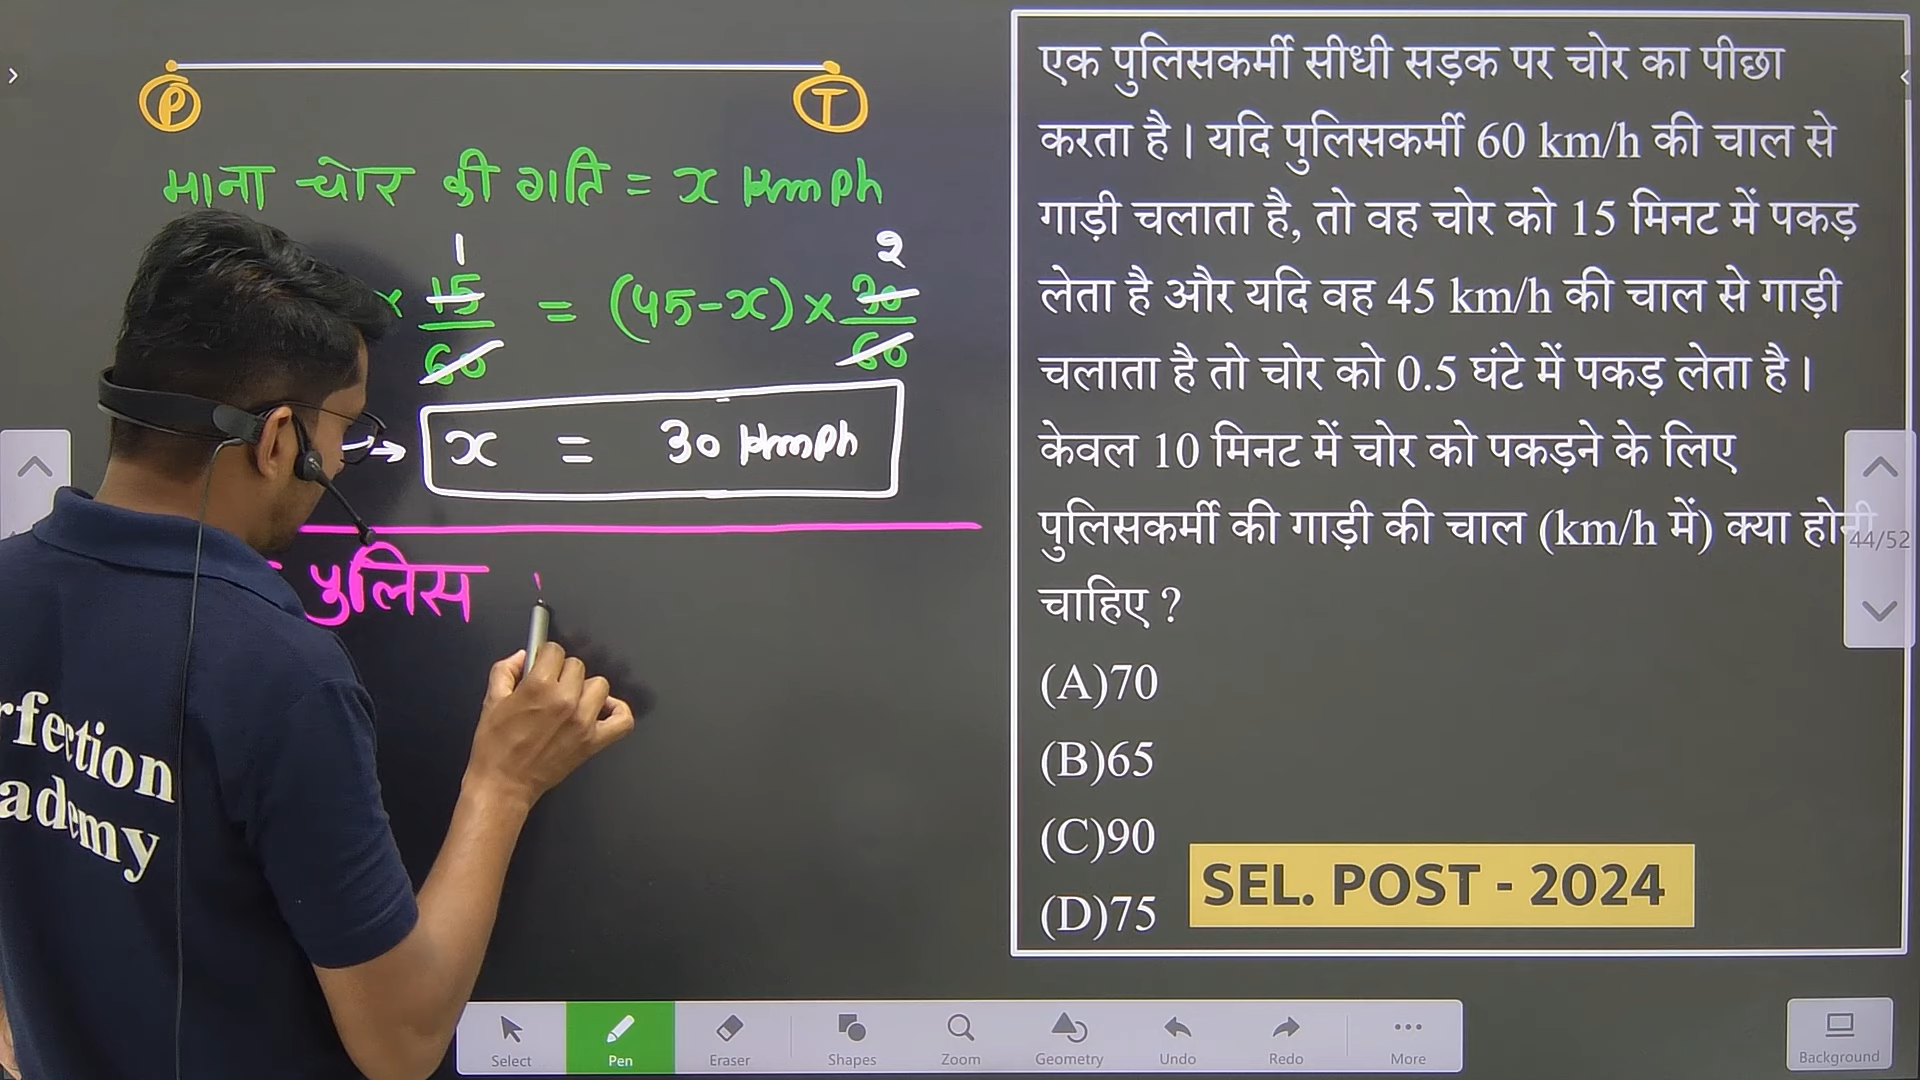 P
T
माना चोर की गति = x kmph
1
2
× 15/60 = (45-x) × 30/60
→ x = 30 kmph
पुलिस
rfection
ademy
एक पुलिसकर्मी सीधी सड़क पर चोर का पीछा
करता है। यदि पुलिसकर्मी 60 km/h की चाल से
गाड़ी चलाता है, तो वह चोर को 15 मिनट में पकड़
लेता है और यदि वह 45 km/h की चाल से गाड़ी
चलाता है तो चोर को 0.5 घंटे में पकड़ लेता है।
केवल 10 मिनट में चोर को पकड़ने के लिए
पुलिसकर्मी की गाड़ी की चाल (km/h में) क्या होनी
चाहिए ?
(A)70
(B)65
(C)90
(D)75
SEL. POST - 2024
44/52
Select
Pen
Eraser
Shapes
Zoom
Geometry
Undo
Redo
More
Background